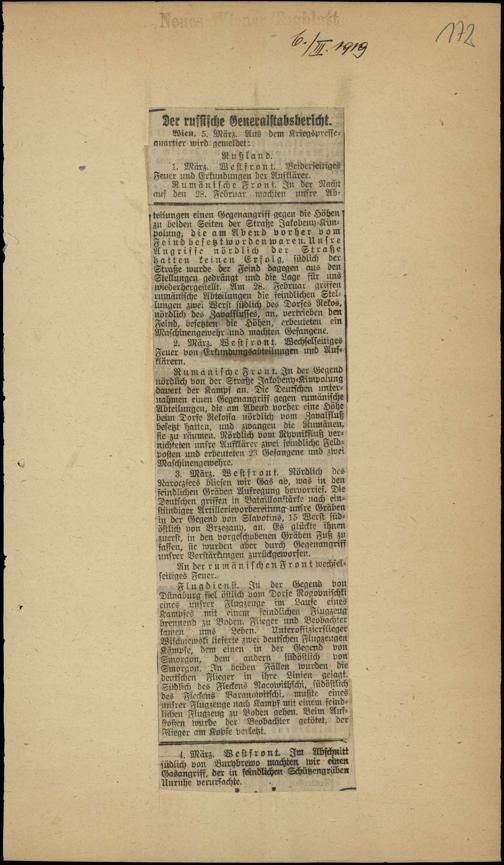 Neues Wiener Tagblatt
6./III. 1919
172
Der russische Generalstabsbericht.
Wien, 5. März. Aus dem Kriegspresse-
quartier wird gemeldet:
Rußland.
1. März. Westfront. Beiderseitiges
Feuer und Erkundungen der Aufklärer.
Rumänische Front. In der Nacht
auf den 28. Februar machten unsre Ab-
teilungen einen Gegenangriff gegen die Höhen
zu beiden Seiten der Straße Jakobeny-Kim-
polung, die am Abend vorher vom
Feind besetzt worden waren. Unsre
Angriffe nördlich der Straße
hatten keinen Erfolg, südlich der
Straße wurde der Feind dagegen aus den
Stellungen gedrängt und die Lage für uns
wiederhergestellt. Am 28. Februar griffen
rumänische Abteilungen die feindlichen Stel-
lungen zwei Werst südlich des Dorfes Rekos,
nördlich des Zavalflusses, an, vertrieben den
Feind, besetzten die Höhen, erbeuteten ein
Maschinengewehr und machten Gefangene.
2. März. Westfront. Wechselseitiges
Feuer von Erkundungsabteilungen und Auf-
klärern.
Rumänische Front. In der Gegend
nördlich von der Straße Jakobeny-Kimpolung
dauert der Kampf an. Die Deutschen unter-
nahmen einen Gegenangriff gegen rumänische
Abteilungen, die am Abend vorher eine Höhe
beim Dorfe Rekossa nördlich vom Zavalfluß
besetzt hatten, und zwangen die Rumänen,
sie zu räumen. Nördlich vom Rymnikfluß ver-
nichteten unsre Aufklärer zwei feindliche Feld-
posten und erbeuteten 23 Gefangene und zwei
Maschinengewehre.
3. März. Westfront. Nördlich des
Naroczsees bliesen wir Gas ab, was in den
feindlichen Gräben Aufregung hervorrief. Die
Deutschen griffen in Bataillonstärke nach ein-
stündiger Artillerievorbereitung unsre Gräben
in der Gegend von Slavotins, 15 Werst süd-
östlich von Brzezany, an. Es glückte ihnen
zuerst, in den vorgeschobenen Gräben Fuß zu
fassen, sie wurden aber durch Gegenangriff
unsrer Verstärkungen zurückgeworfen.
An der rumänischen Front wechsel-
seitiges Feuer.
Flugdienst. In der Gegend von
Dünaburg fiel östlich vom Dorfe Rogovnischki
eines unsrer Flugzeuge im Laufe eines
Kampfes mit einem feindlichen Flugzeug
brennend zu Boden. Flieger und Beobachter
kamen ums Leben. Unteroffizierflieger
Wischniewski lieferte zwei deutschen Flugzeugen
Kämpfe, dem einen in der Gegend von
Smorgon, dem andern südöstlich von
Smorgon. In beiden Fällen wurden die
deutschen Flieger in ihre Linien gejagt.
Südlich des Fleckens Narowitschi, südöstlich
des Fleckens Baranowitschi, mußte eines
unsrer Flugzeuge nach Kampf mit einem feind-
lichen Flugzeug zu Boden gehen. Beim Auf-
stoßen wurde der Beobachter getötet, der
Flieger am Kopfe verletzt.
4. März. Westfront. Im Abschnitt
südlich von Burybrewo machten wir einen
Gasangriff, der in feindlichen Schützengräben
Unruhe verursachte.